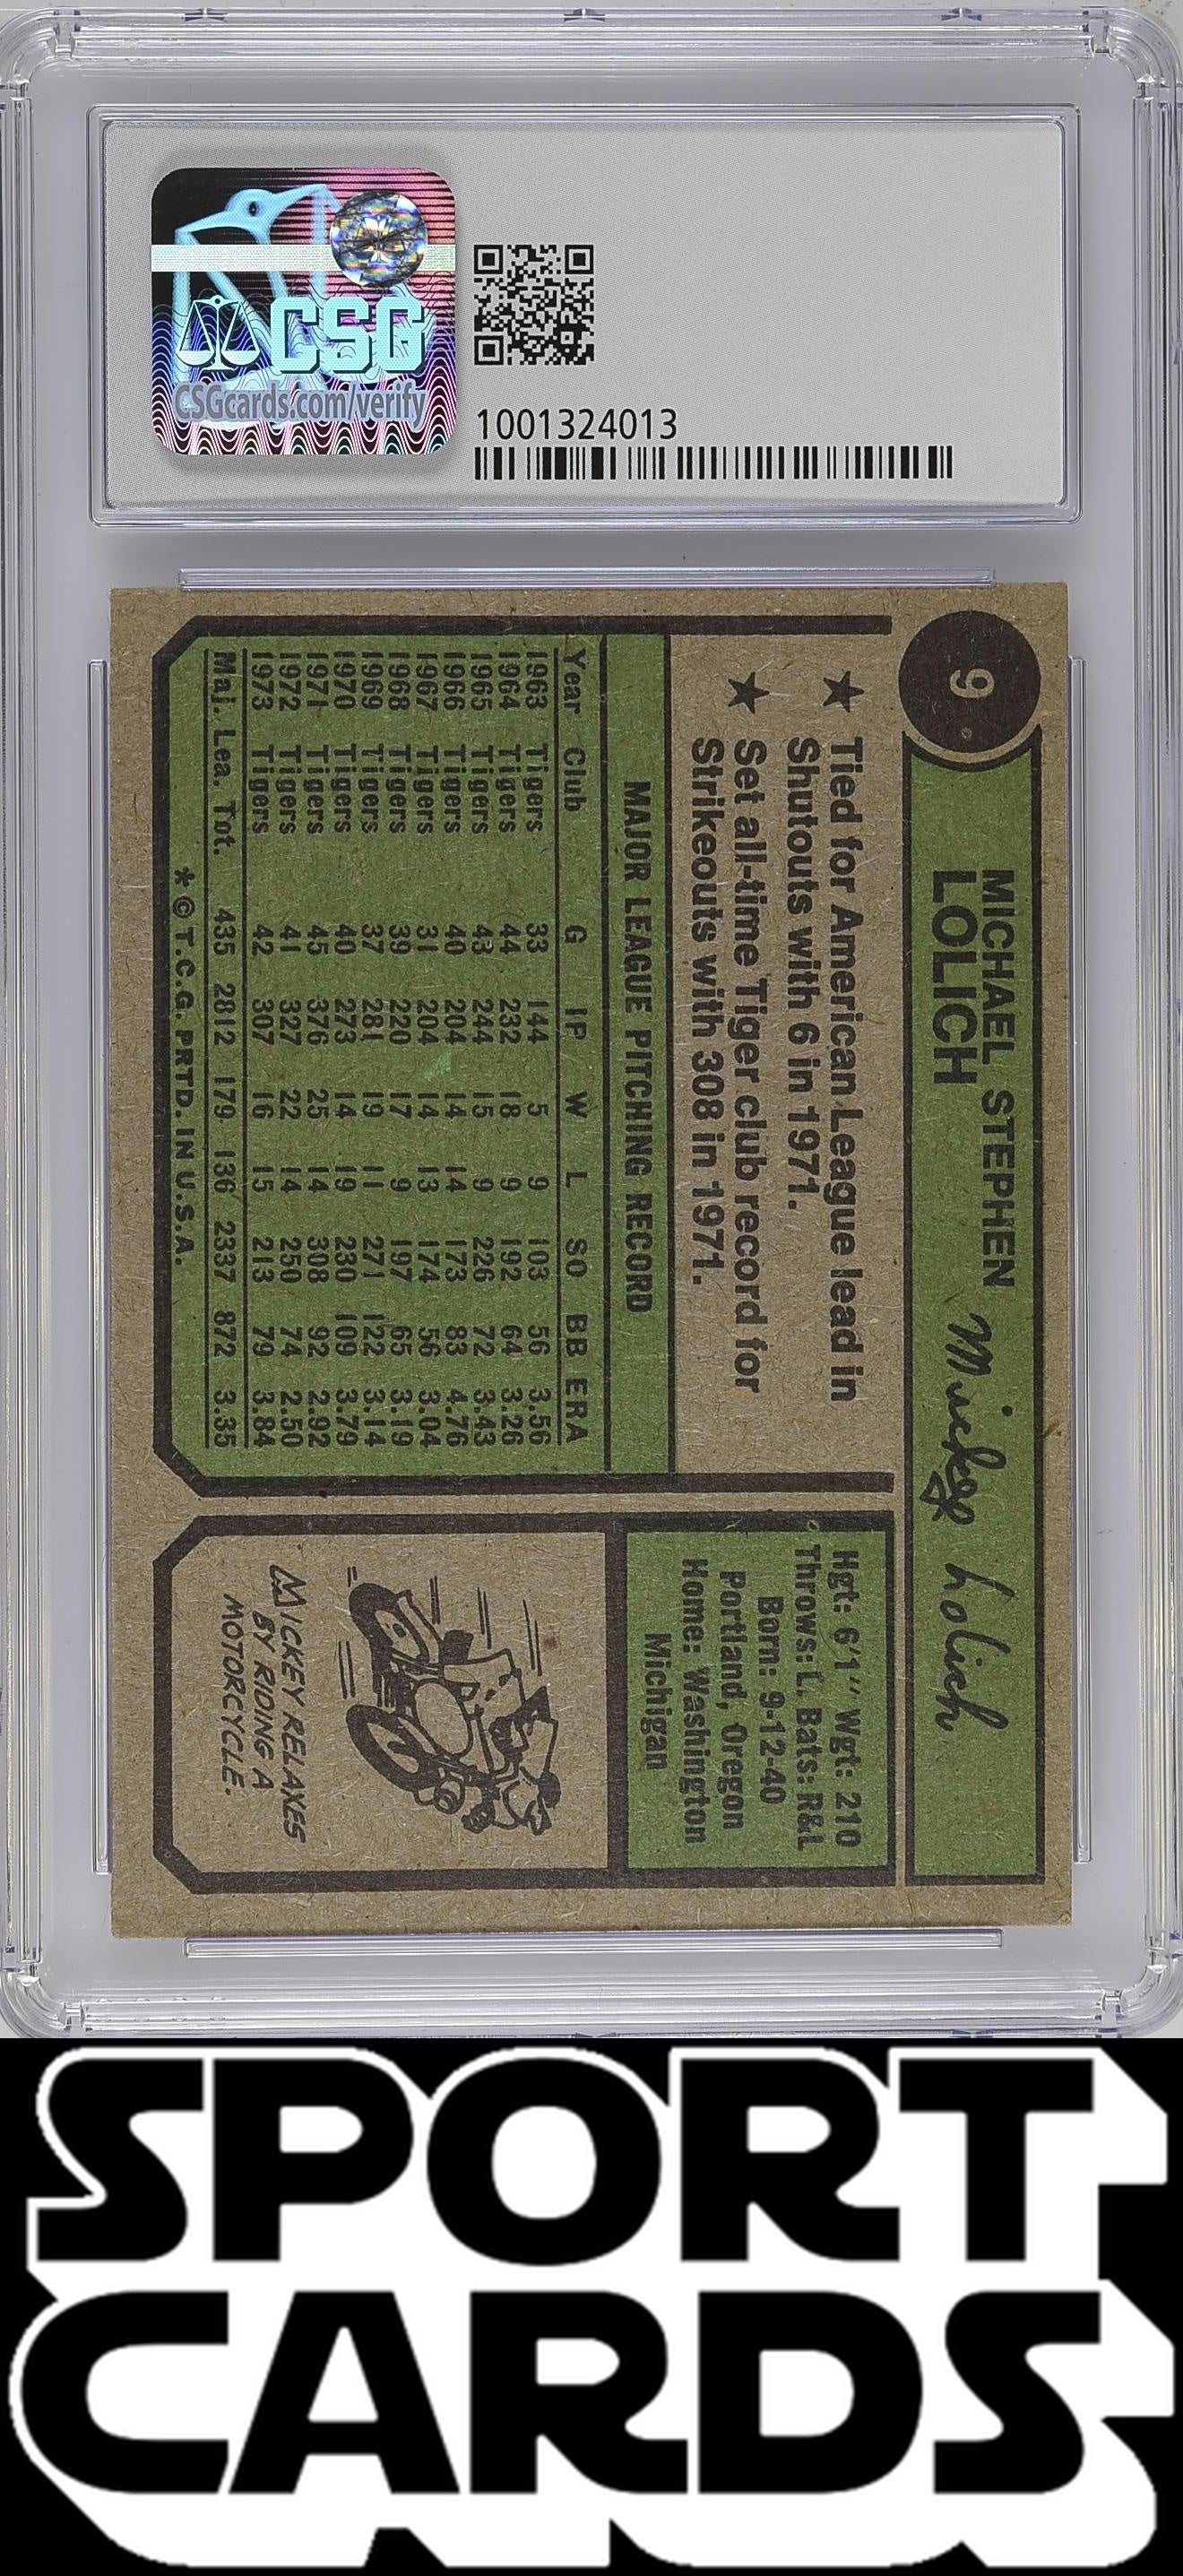 CSG
CSGcards.com/verify
1001324013
9
MICHAEL STEPHEN
LOLICH
Mickey Lolich
★ Tied for American League lead in
Shutouts with 6 in 1971.
★ Set all-time Tiger club record for
Strikeouts with 308 in 1971.
MAJOR LEAGUE PITCHING RECORD
Year Club G IP W L SO BB ERA
1963 Tigers 33 144 5 9 103 56 3.56
1964 Tigers 44 232 18 9 192 64 3.26
1965 Tigers 43 244 15 9 226 72 3.43
1966 Tigers 40 204 14 14 173 83 4.76
1967 Tigers 31 204 14 13 174 56 3.04
1968 Tigers 39 220 17 9 197 65 3.19
1969 Tigers 37 281 19 11 271 122 3.14
1970 Tigers 40 273 14 19 230 109 3.79
1971 Tigers 45 376 25 14 308 92 2.92
1972 Tigers 41 327 22 14 250 74 2.50
1973 Tigers 42 307 16 15 213 79 3.84
Maj. Lea. Tot. 435 2812 179 136 2337 872 3.35
* © T.C.G. PRTD. IN U.S.A.
Hgt: 6'1" Wgt: 210
Throws: L Bats: R&L
Born: 9-12-40
Portland, Oregon
Home: Washington
Michigan
MICKEY RELAXES
BY RIDING A
MOTORCYCLE.
SPORT
CARDS